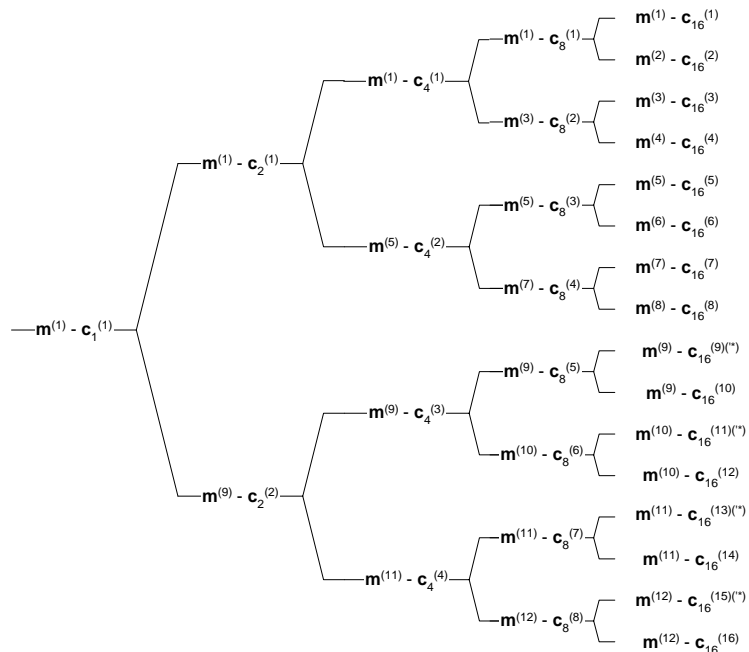 m(1) - c16(1)
m(1) - c8(1)
m(2) - c16(2)
m(1) - c4(1)
m(3) - c16(3)
m(3) - c8(2)
m(4) - c16(4)
m(1) - c2(1)
m(5) - c16(5)
m(5) - c8(3)
m(6) - c16(6)
m(5) - c4(2)
m(7) - c16(7)
m(7) - c8(4)
m(8) - c16(8)
m(1) - c1(1)
m(9) - c16(9)('*)
m(9) - c8(5)
m(9) - c16(10)
m(9) - c4(3)
m(10) - c16(11)('*)
m(10) - c8(6)
m(10) - c16(12)
m(9) - c2(2)
m(11) - c16(13)('*)
m(11) - c8(7)
m(11) - c16(14)
m(11) - c4(4)
m(12) - c16(15)('*)
m(12) - c8(8)
m(12) - c16(16)